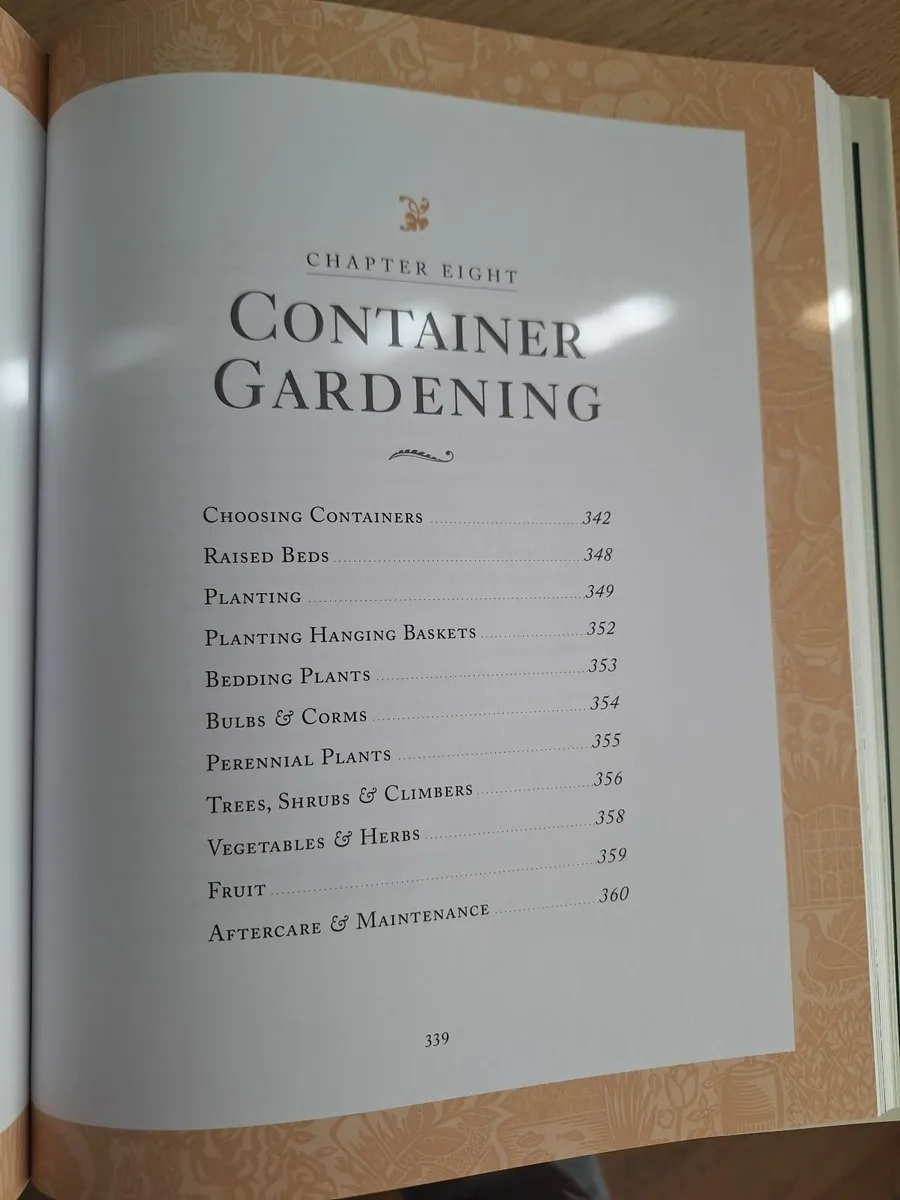 CHAPTER EIGHT
CONTAINER
GARDENING
CHOOSING CONTAINERS 342
RAISED BEDS 348
PLANTING 349
PLANTING HANGING BASKETS 352
BEDDING PLANTS 353
BULBS & CORMS 354
PERENNIAL PLANTS 355
TREES, SHRUBS & CLIMBERS 356
VEGETABLES & HERBS 358
FRUIT 359
AFTERCARE & MAINTENANCE 360
339